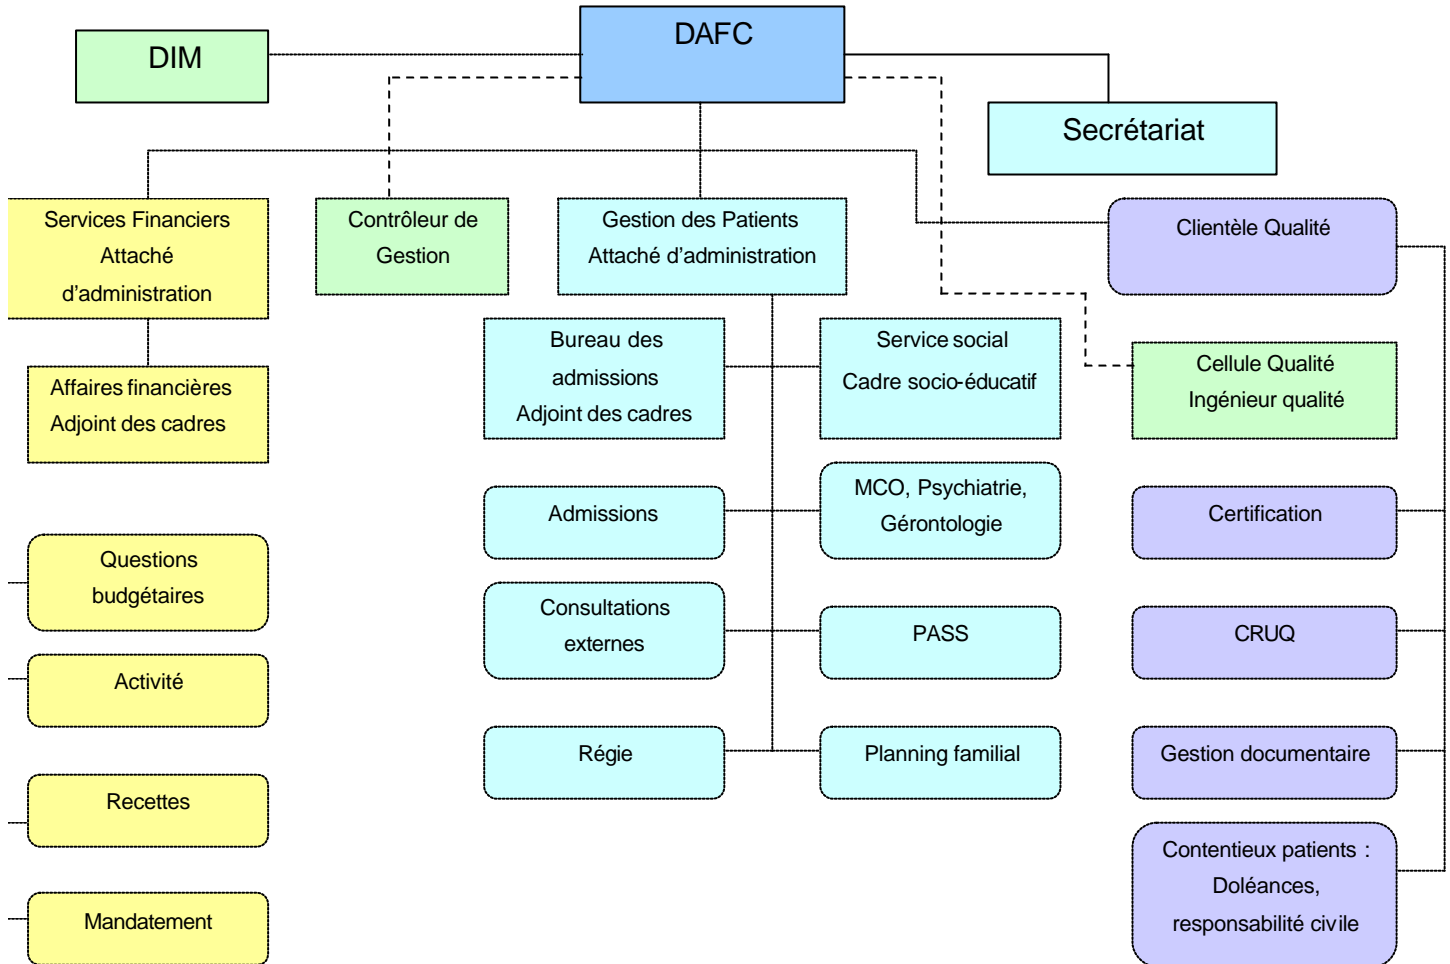 DIM
DAFC
Secrétariat
Services Financiers
Attaché
d’administration
Contrôleur de
Gestion
Gestion des Patients
Attaché d’administration
Clientèle Qualité
Affaires financières
Adjoint des cadres
Bureau des
admissions
Adjoint des cadres
Service social
Cadre socio-éducatif
Cellule Qualité
Ingénieur qualité
Admissions
MCO, Psychiatrie,
Gérontologie
Certification
Questions
budgétaires
Consultations
externes
PASS
CRUQ
Activité
Régie
Planning familial
Gestion documentaire
Recettes
Contentieux patients :
Doléances,
responsabilité civile
Mandatement